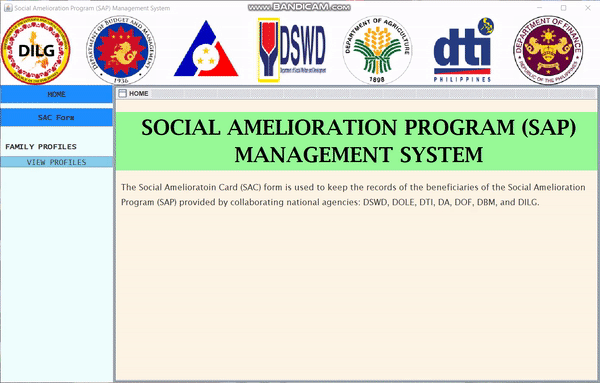 Social Amelioration Program (SAP) Management System
www.BANDICAM.com
DILG
DEPARTMENT OF BUDGET AND MANAGEMENT
1936
DSWD
Department of Social Welfare and Development
DEPARTMENT OF AGRICULTURE
1898
dti
PHILIPPINES
DEPARTMENT OF FINANCE
REPUBLIC OF THE PHILIPPINES
HOME
SAC Form
FAMILY PROFILES
VIEW PROFILES
HOME
SOCIAL AMELIORATION PROGRAM (SAP)
MANAGEMENT SYSTEM
The Social Amelioratoin Card (SAC) form is used to keep the records of the beneficiaries of the Social Amelioration
Program (SAP) provided by collaborating national agencies: DSWD, DOLE, DTI, DA, DOF, DBM, and DILG.